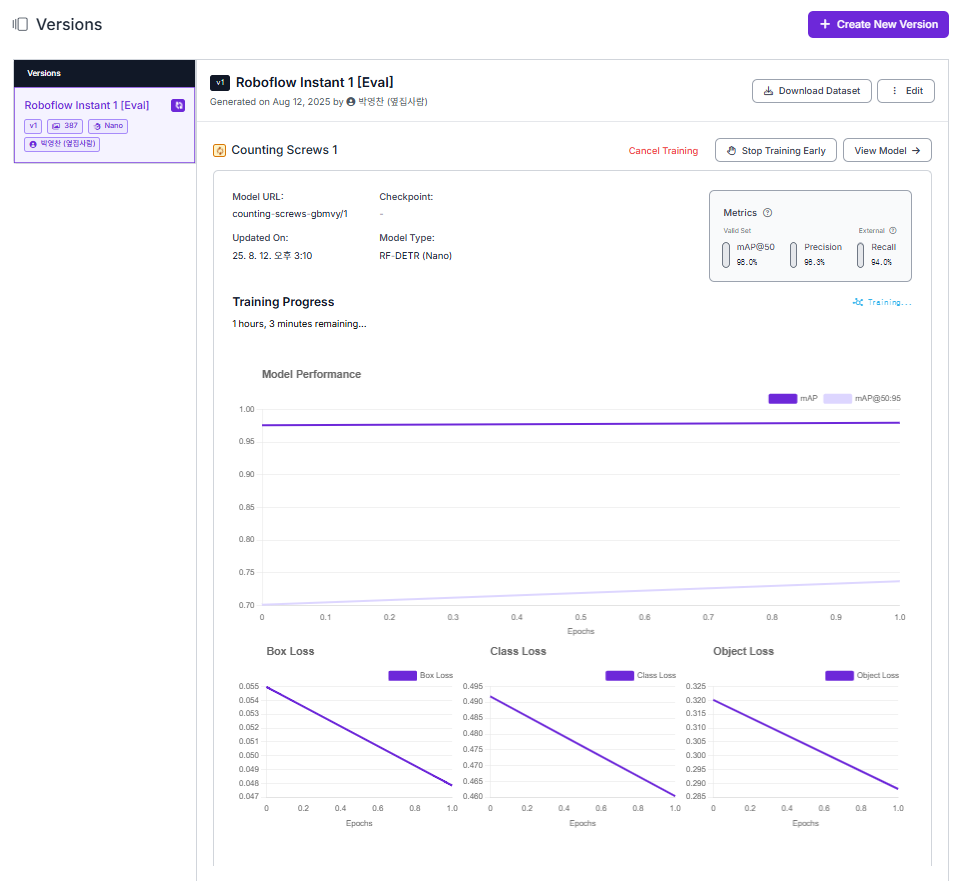 Versions
+ Create New Version
Versions
Roboflow Instant 1 [Eval]
v1 387 Nano
박영찬 (옆집사람)
v1 Roboflow Instant 1 [Eval]
Generated on Aug 12, 2025 by 박영찬 (옆집사람)
Download Dataset
Edit
Counting Screws 1
Cancel Training
Stop Training Early
View Model →
Model URL:
counting-screws-gbmvy/1
Checkpoint:
-
Updated On:
25. 8. 12. 오후 3:10
Model Type:
RF-DETR (Nano)
Metrics
Valid Set
External
mAP@50
98.0%
Precision
96.3%
Recall
94.0%
Training Progress
Training...
1 hours, 3 minutes remaining...
Model Performance
mAP mAP@50:95
1.00
0.95
0.90
0.85
0.80
0.75
0.70
0 0.1 0.2 0.3 0.4 0.5 0.6 0.7 0.8 0.9 1.0
Epochs
Box Loss
Box Loss
0.055
0.054
0.053
0.052
0.051
0.050
0.049
0.048
0.047
0 0.2 0.4 0.6 0.8 1.0
Epochs
Class Loss
Class Loss
0.495
0.490
0.485
0.480
0.475
0.470
0.465
0.460
0 0.2 0.4 0.6 0.8 1.0
Epochs
Object Loss
Object Loss
0.325
0.320
0.315
0.310
0.305
0.300
0.295
0.290
0.285
0 0.2 0.4 0.6 0.8 1.0
Epochs